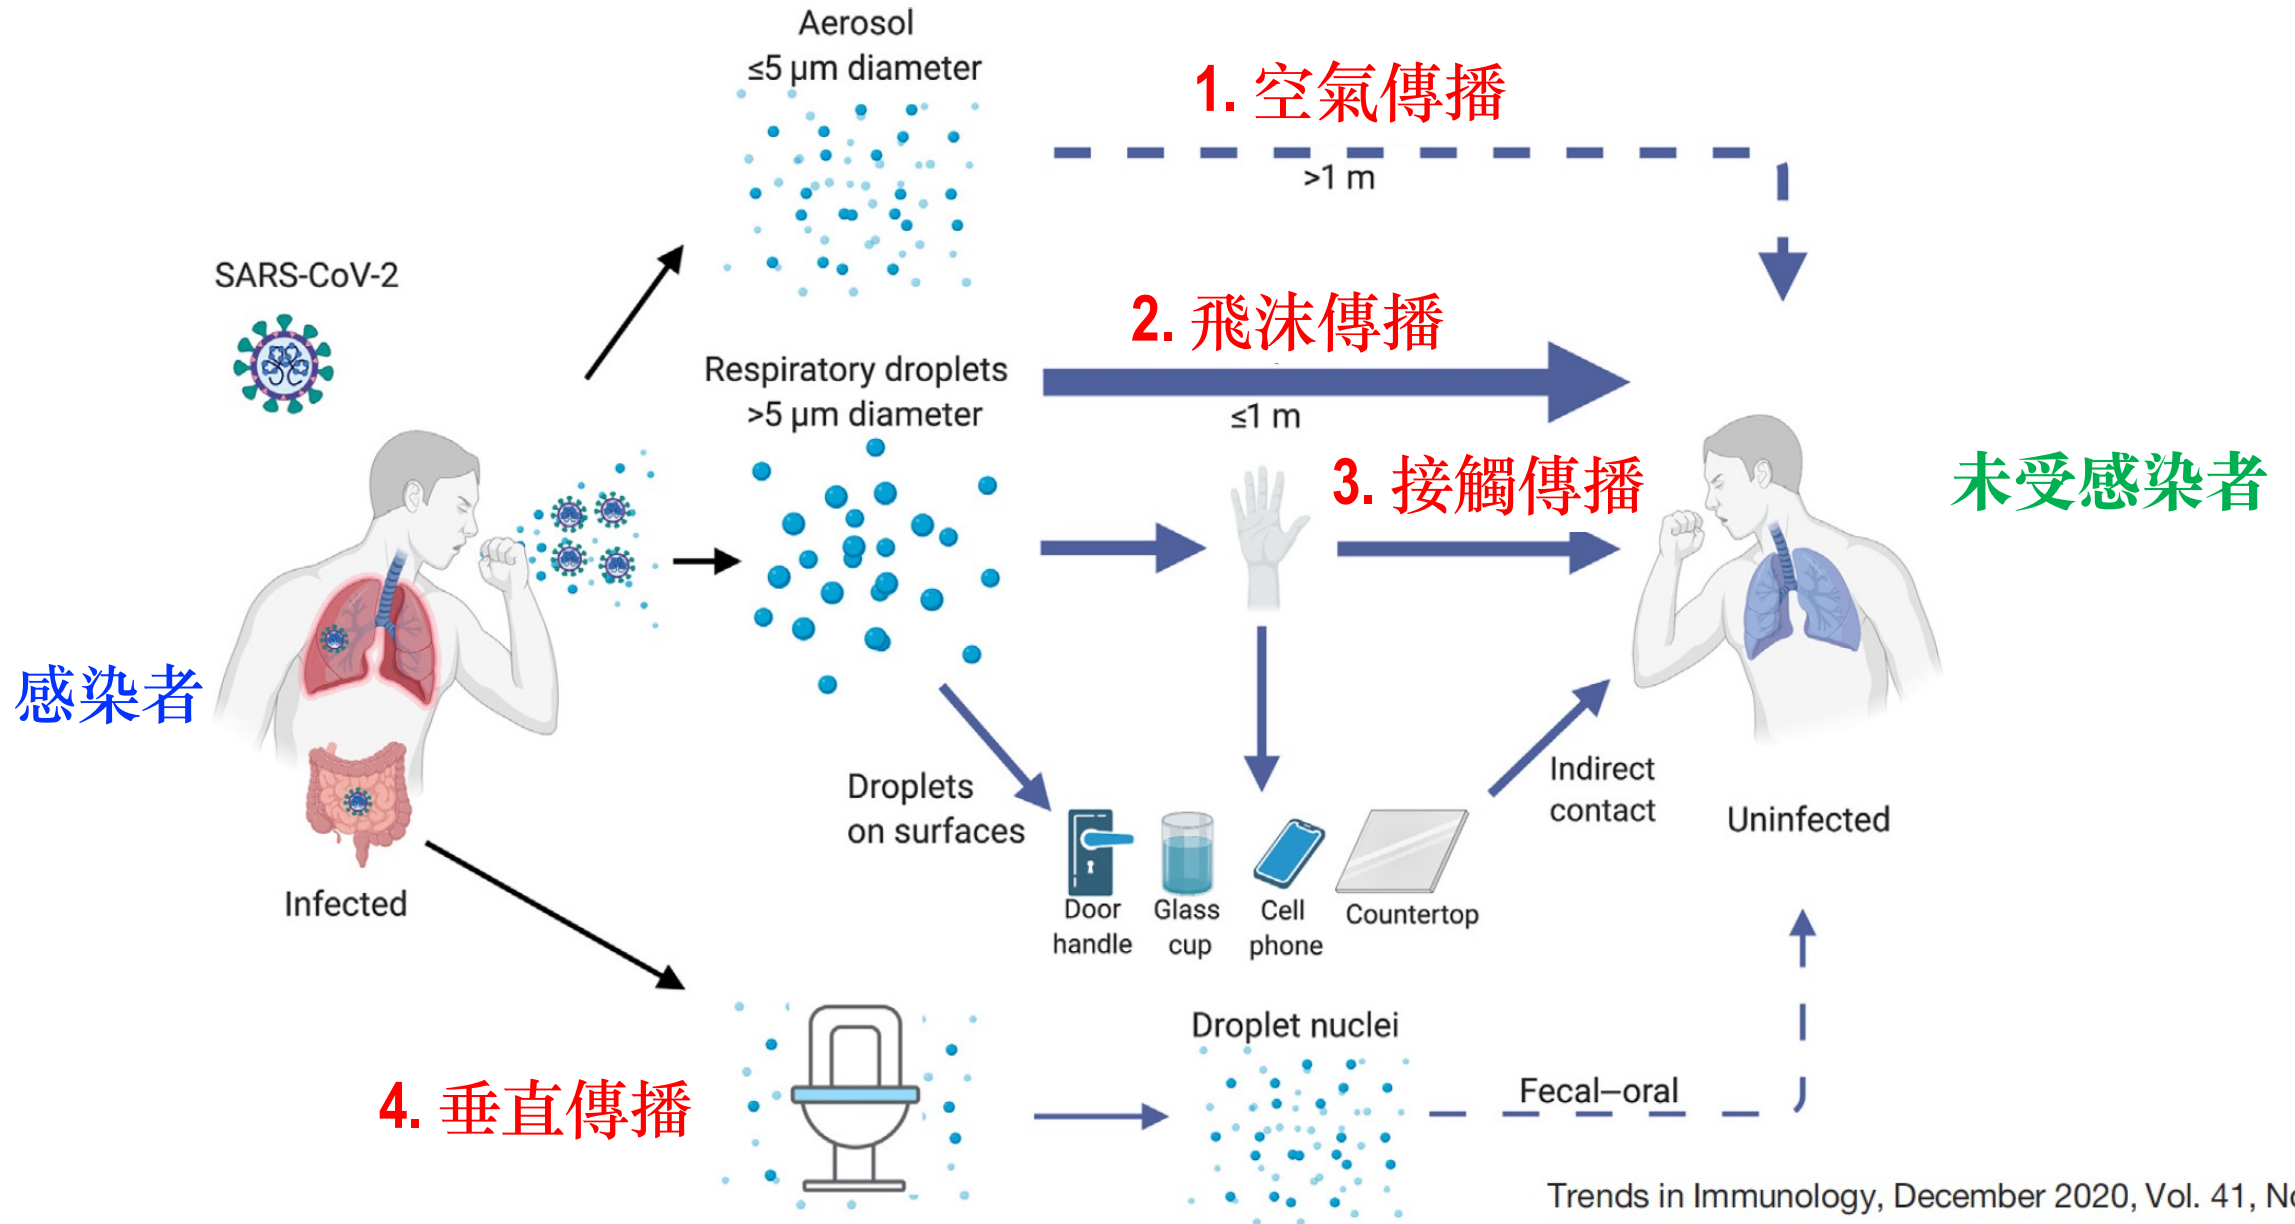 Aerosol
≤5 μm diameter
1. 空氣傳播
>1 m
SARS-CoV-2
2. 飛沫傳播
Respiratory droplets
>5 μm diameter
≤1 m
3. 接觸傳播
未受感染者
感染者
Droplets
on surfaces
Indirect
contact
Uninfected
Infected
Door
handle
Glass
cup
Cell
phone
Countertop
4. 垂直傳播
Droplet nuclei
Fecal–oral
Trends in Immunology, December 2020, Vol. 41,